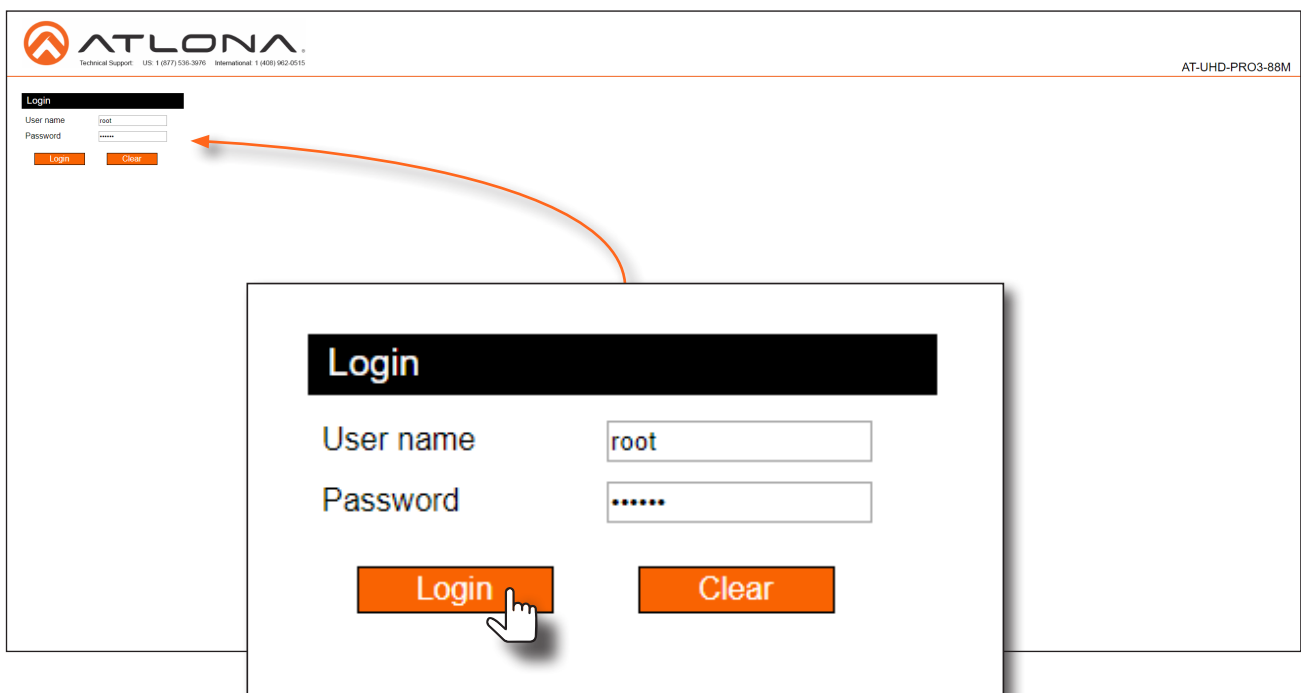 ATLONA.
Technical Support: US: 1 (877) 536-3976 International: 1 (408) 962-0515
AT-UHD-PRO3-88M
Login
User name root
Password ••••••
Login Clear
Login
User name root
Password ••••••
Login Clear